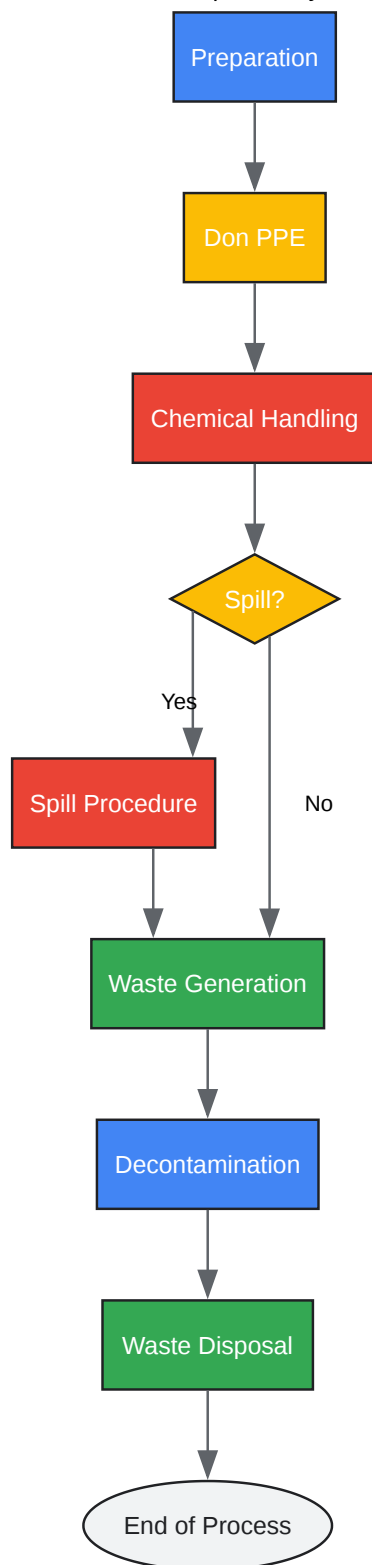 Preparation
Don PPE
Chemical Handling
Spill?
Yes
Spill Procedure
No
Waste Generation
Decontamination
Waste Disposal
End of Process